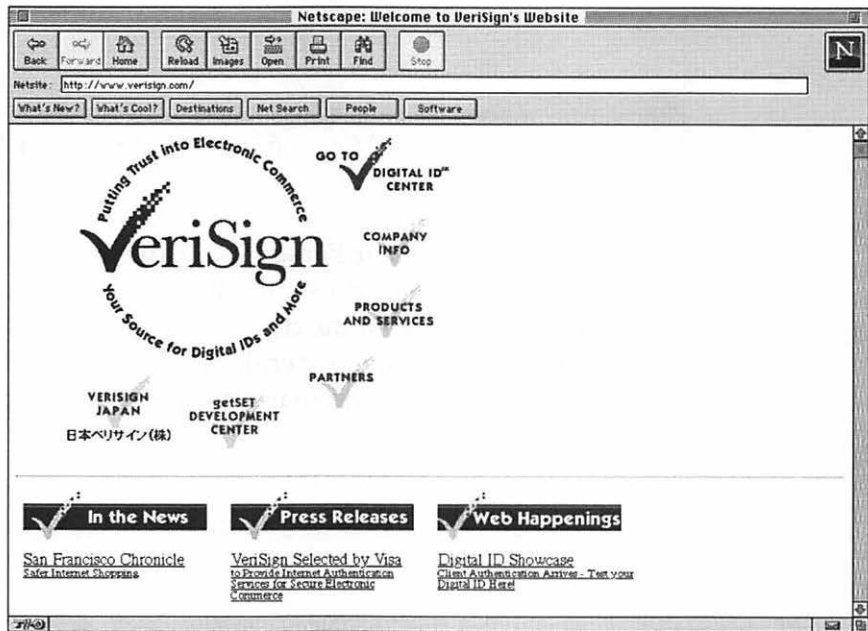 Netscape: Welcome to VeriSign's Website
Back Forward Home Reload Images Open Print Find Stop
N
Netsite: http://www.verisign.com/
What's New? What's Cool? Destinations Net Search People Software
Putting Trust into Electronic Commerce
VeriSign
Your Source for Digital IDs and More
GO TO
DIGITAL ID℠
CENTER
COMPANY
INFO
PRODUCTS
AND SERVICES
PARTNERS
getSET
DEVELOPMENT
CENTER
VERISIGN
JAPAN
日本ベリサイン(株)
In the News
San Francisco Chronicle
Safer Internet Shopping
Press Releases
VeriSign Selected by Visa
to Provide Internet Authentication
Services for Secure Electronic
Commerce
Web Happenings
Digital ID Showcase
Client Authentication Arrives - Test your
Digital ID Here!